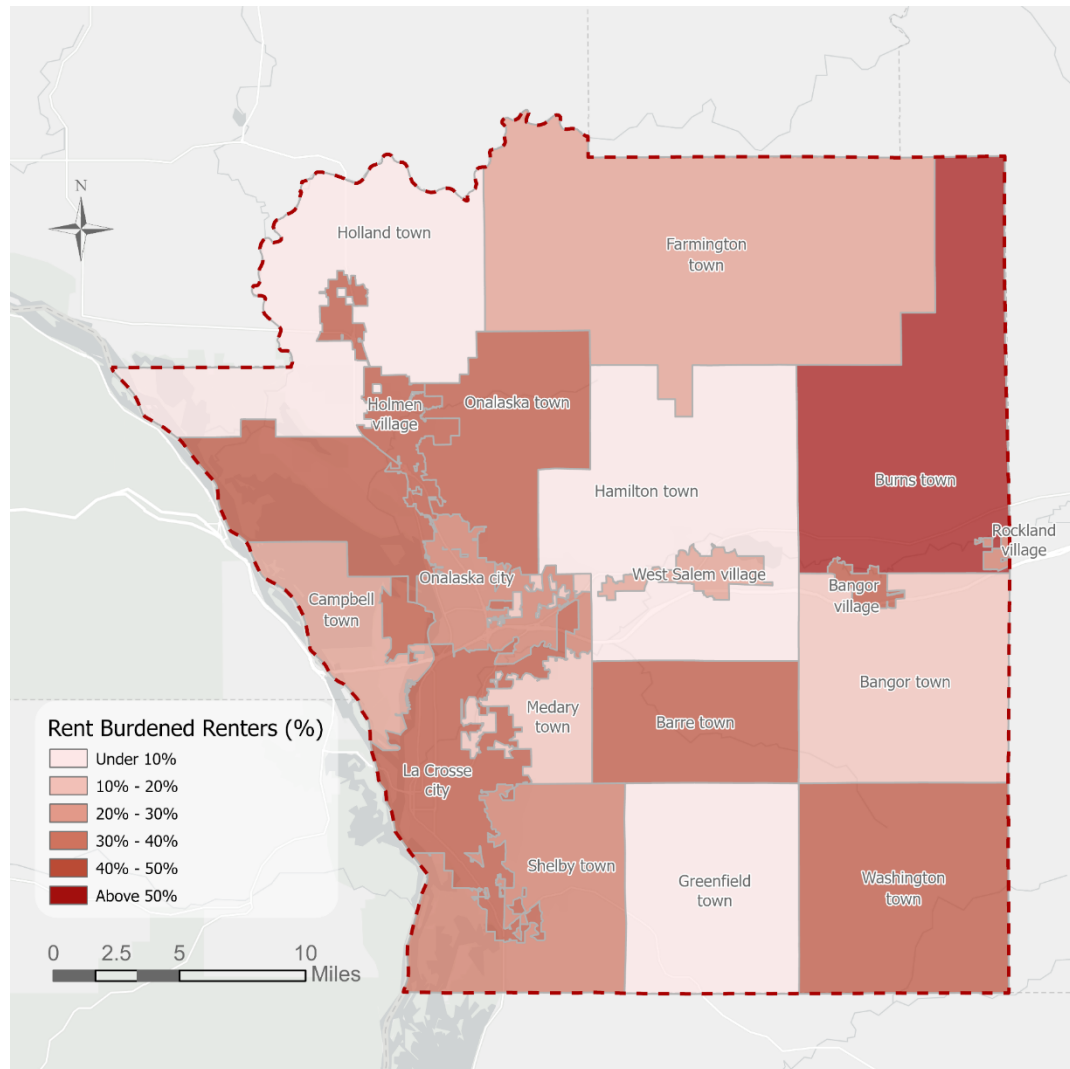 N
Holland town
Farmington
town
Holmen
village
Onalaska town
Hamilton town
Burns town
Rockland
village
Onalaska city
West Salem village
Bangor
village
Campbell
town
Medary
town
Barre town
Bangor town
La Crosse
city
Shelby town
Greenfield
town
Washington
town
Rent Burdened Renters (%)
Under 10%
10% - 20%
20% - 30%
30% - 40%
40% - 50%
Above 50%
0 2.5 5 10
Miles